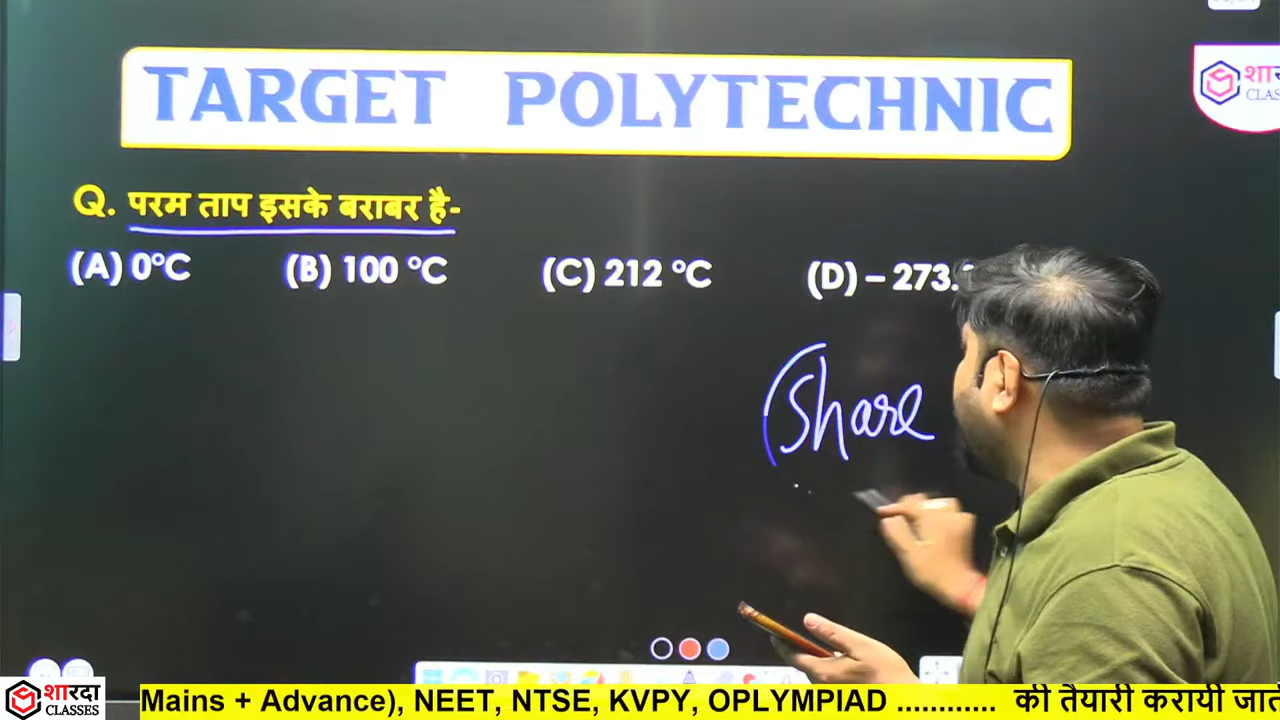 शार
CLAS
TARGET POLYTECHNIC
Q. परम ताप इसके बराबर है-
(A) 0°C (B) 100 °C (C) 212 °C (D) – 273.
Share
शारदा
CLASSES
Mains + Advance), NEET, NTSE, KVPY, OPLYMPIAD ............ की तैयारी करायी जाते